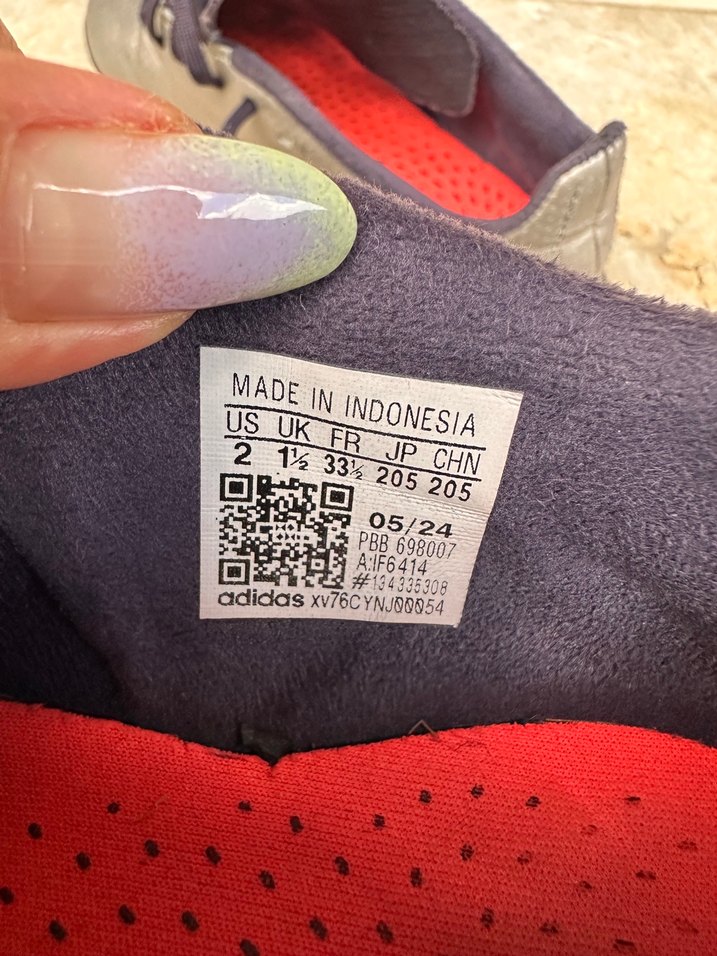 MADE IN INDONESIA
US UK FR JP CHN
2 1½ 33½ 205 205
05/24
PBB 698007
A:IF6414
#134335308
adidas XV76CYNJ00054